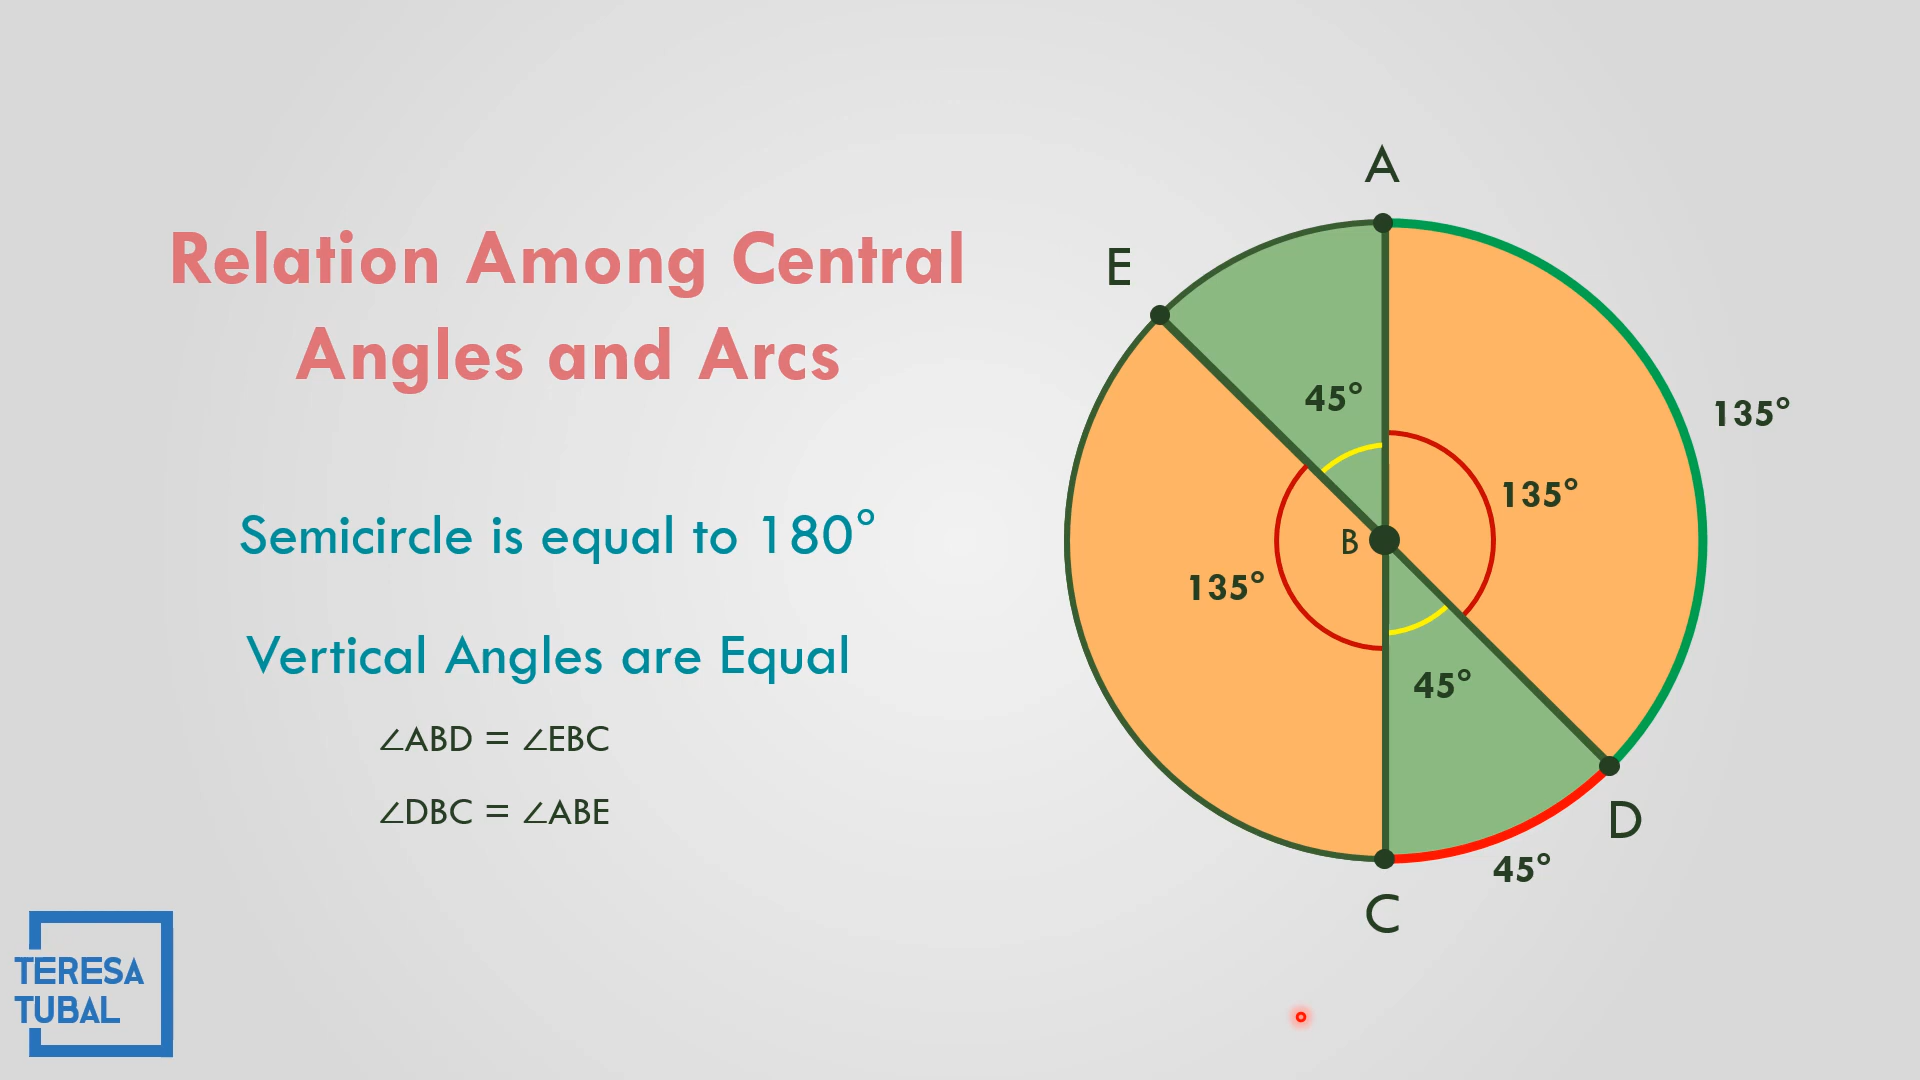 Relation Among Central
Angles and Arcs
Semicircle is equal to 180°
Vertical Angles are Equal
∠ABD = ∠EBC
∠DBC = ∠ABE
A
E
45°
135°
135°
B
135°
45°
D
45°
C
TERESA
TUBAL